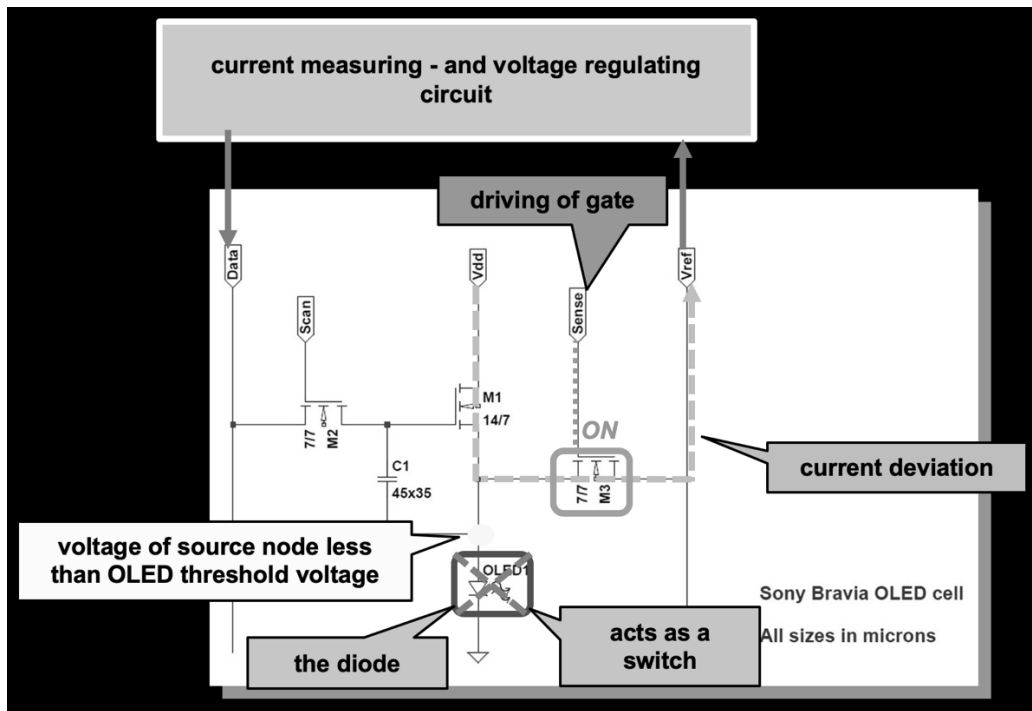 current measuring - and voltage regulating
circuit
driving of gate
Data
Vdd
Vref
Scan
Sense
M1
14/7
ON
7/7
M2
C1
45x35
7/7
M3
current deviation
voltage of source node less
than OLED threshold voltage
OLED1
Sony Bravia OLED cell
the diode
acts as a
switch
All sizes in microns